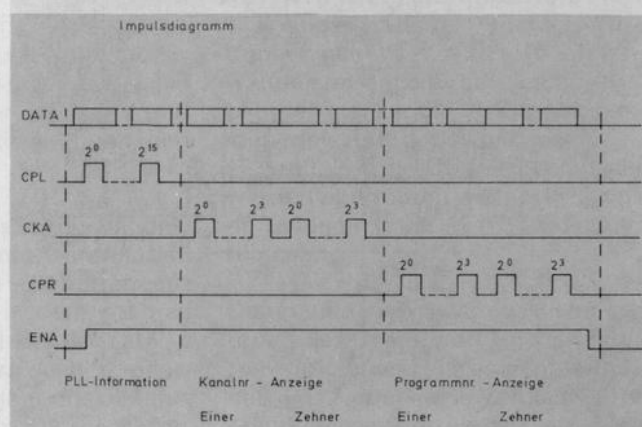 Impulsdiagramm
DATA
2⁰ 2¹⁵
CPL
2⁰ 2³ 2⁰ 2³
CKA
2⁰ 2³ 2⁰ 2³
CPR
ENA
PLL-Information Kanalnr - Anzeige Programmnr. - Anzeige
Einer Zehner Einer Zehner